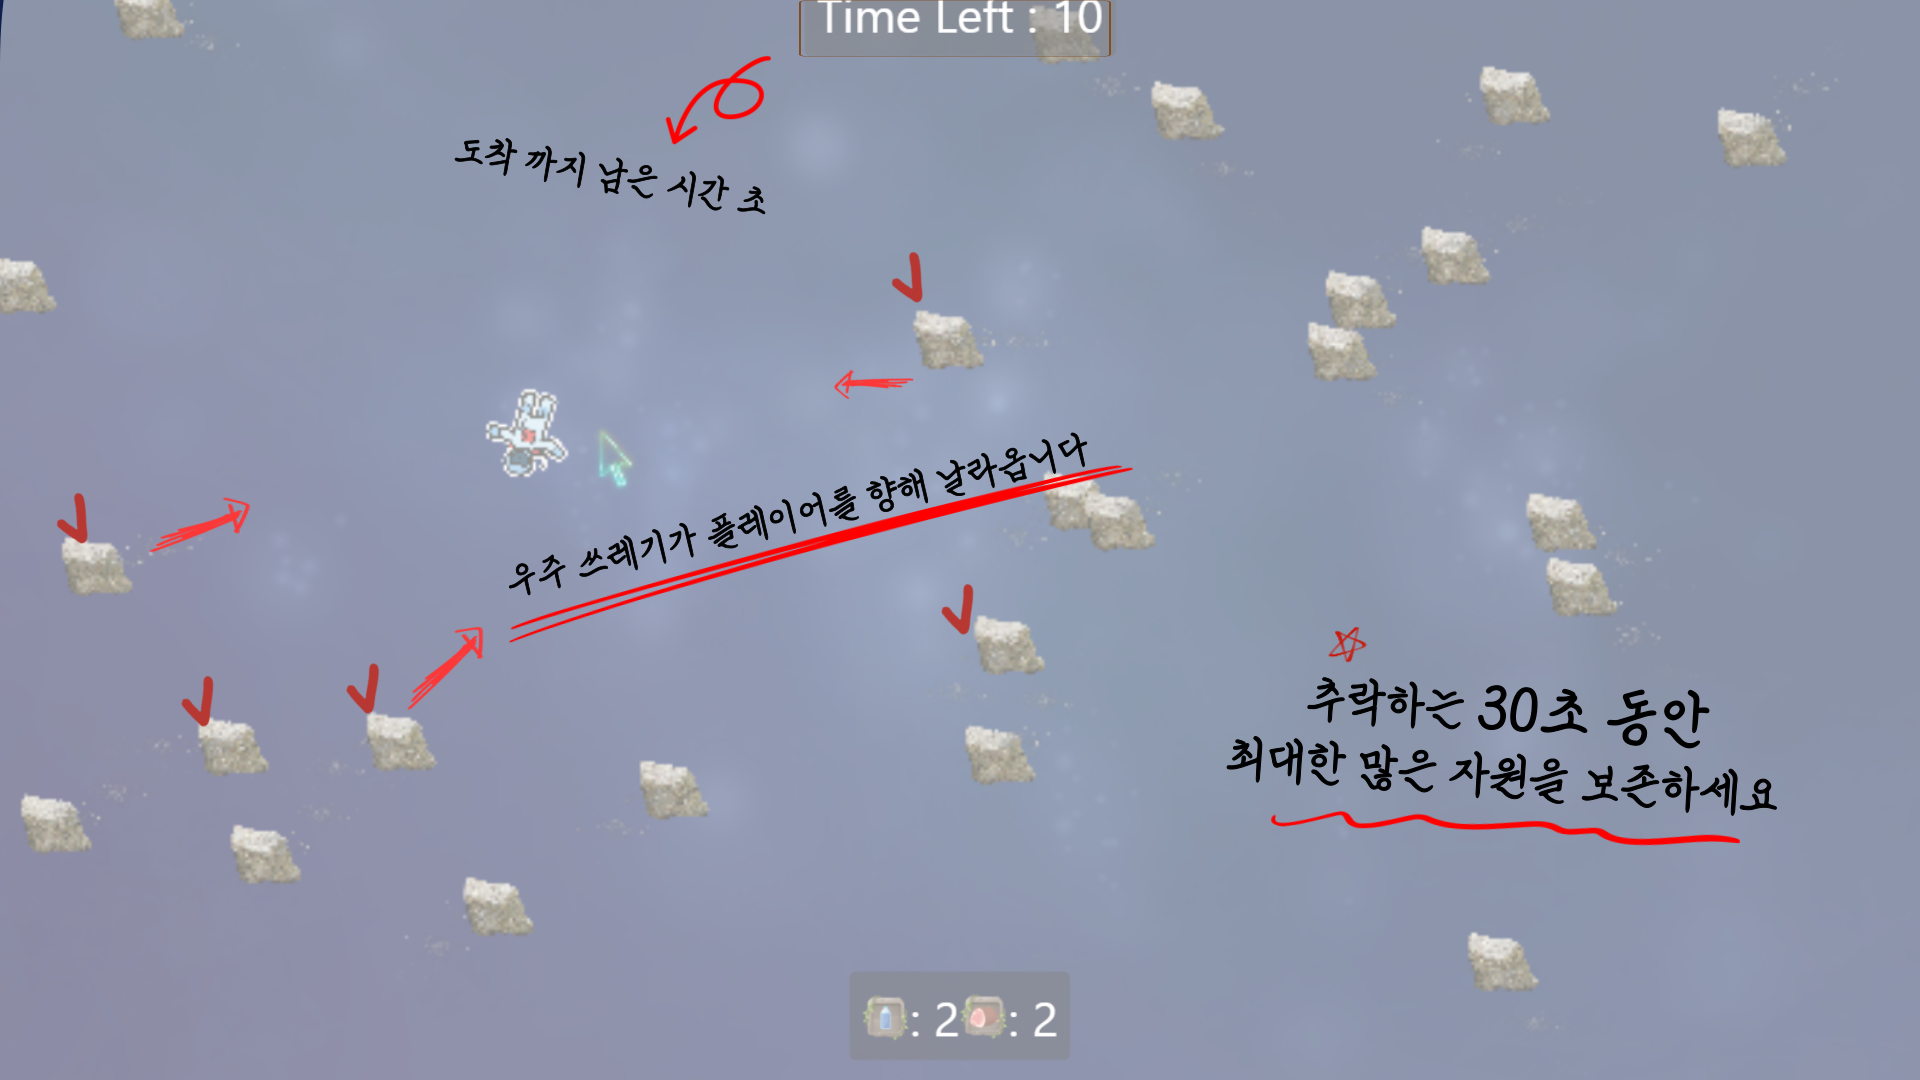 Time Left : 10
도착 까지 남은 시간 초
우주 쓰레기가 플레이어를 향해 날라옵니다
추락하는 30초 동안
최대한 많은 자원을 보존하세요
: 2 : 2